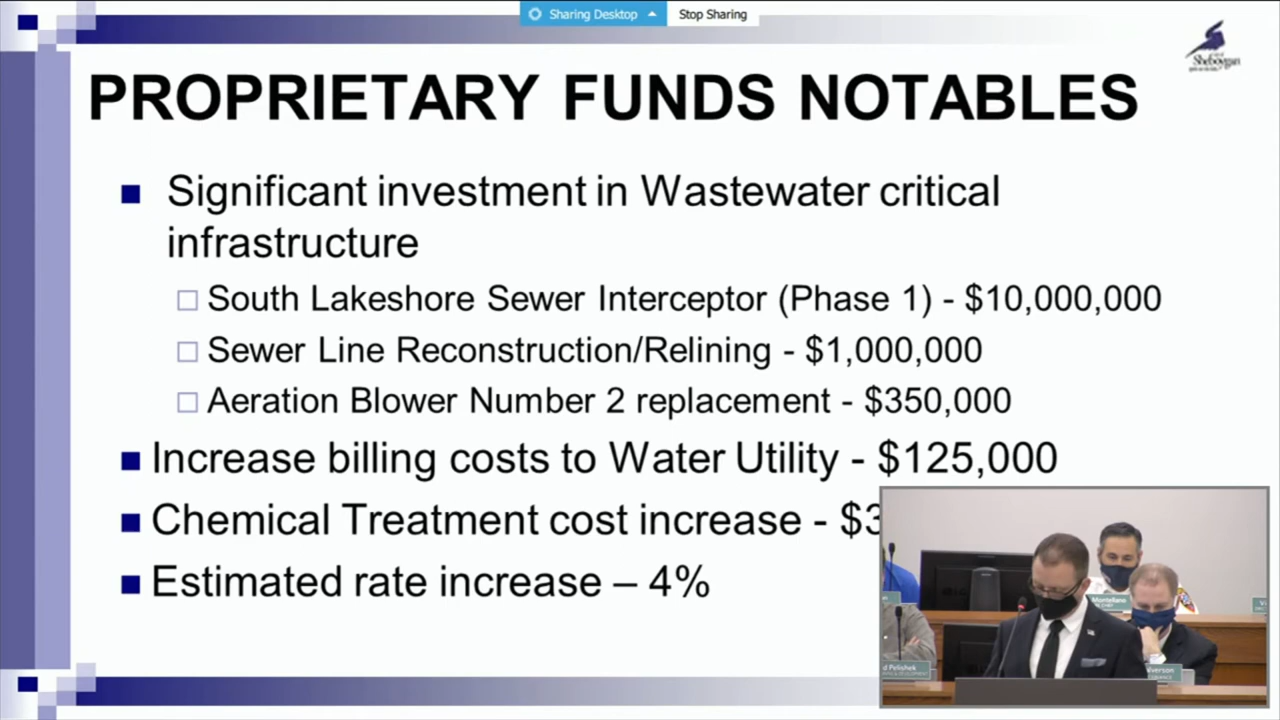 Sharing Desktop
Stop Sharing
Sheboygan
PROPRIETARY FUNDS NOTABLES
Significant investment in Wastewater critical
infrastructure
South Lakeshore Sewer Interceptor (Phase 1) - $10,000,000
Sewer Line Reconstruction/Relining - $1,000,000
Aeration Blower Number 2 replacement - $350,000
Increase billing costs to Water Utility - $125,000
Chemical Treatment cost increase - $3
Estimated rate increase – 4%
Montellano
d Pelishek